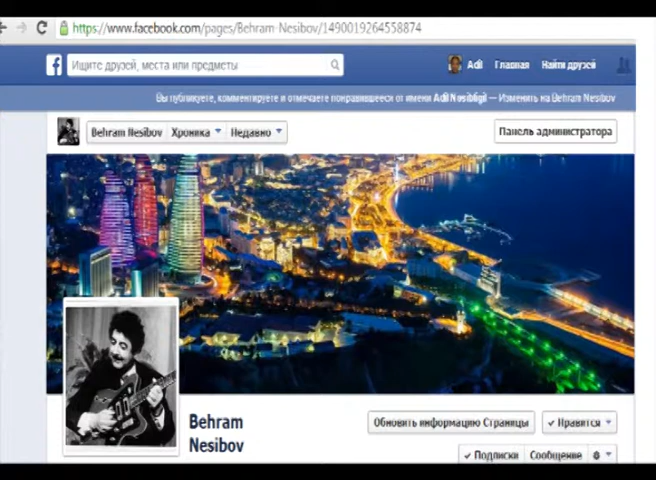 https://www.facebook.com/pages/Behram-Nesibov/1490019264558874
f Ищите друзей, места или предметы Adil Главная Найти друзей
Вы публикуете, комментируете и отмечаете понравившееся от имени Adil Nesibligil — Изменить на Behram Nesibov
Behram Nesibov Хроника Недавно Панель администратора
Behram
Nesibov
Обновить информацию Страницы ✓ Нравится
✓ Подписки Сообщение